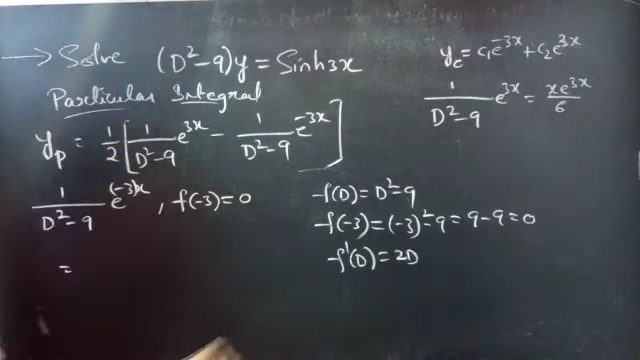 → Solve (D²-9)y = Sinh3x
y_c = c₁e^{-3x} + c₂e^{3x}
Particular Integral
1/(D²-9) e^{3x} = xe^{3x}/6
y_p = 1/2 [1/(D²-9) e^{3x} - 1/(D²-9) e^{-3x}]
1/(D²-9) e^{(-3)x}, f(-3)=0
f(D) = D²-9
f(-3) = (-3)²-9 = 9-9 = 0
f'(D) = 2D
=